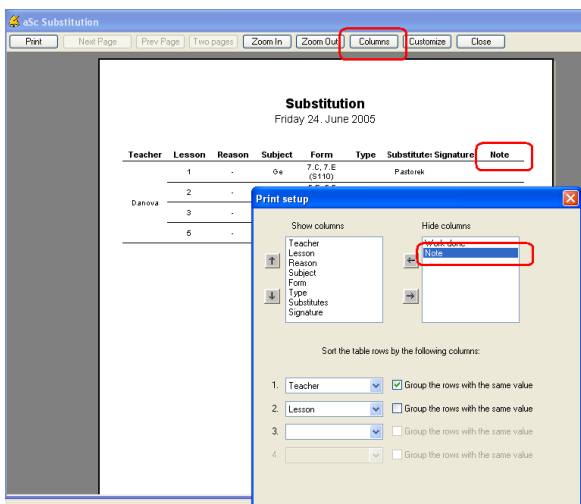 aSc Substitution
Print Next Page Prev Page Two pages Zoom In Zoom Out Columns Customize Close
Substitution
Friday 24. June 2005
Teacher Lesson Reason Subject Form Type Substitutes Signature Note
1 - Ge 7.C, 7.E (S110) Pastorek
Danova
2 -
3 -
5 -
Print setup
Show columns Hide columns
Teacher
Lesson
Reason
Subject
Form
Type
Substitutes
Signature
Work done
Note
Sort the table rows by the following columns:
1. Teacher Group the rows with the same value
2. Lesson Group the rows with the same value
3. Group the rows with the same value
4. Group the rows with the same value